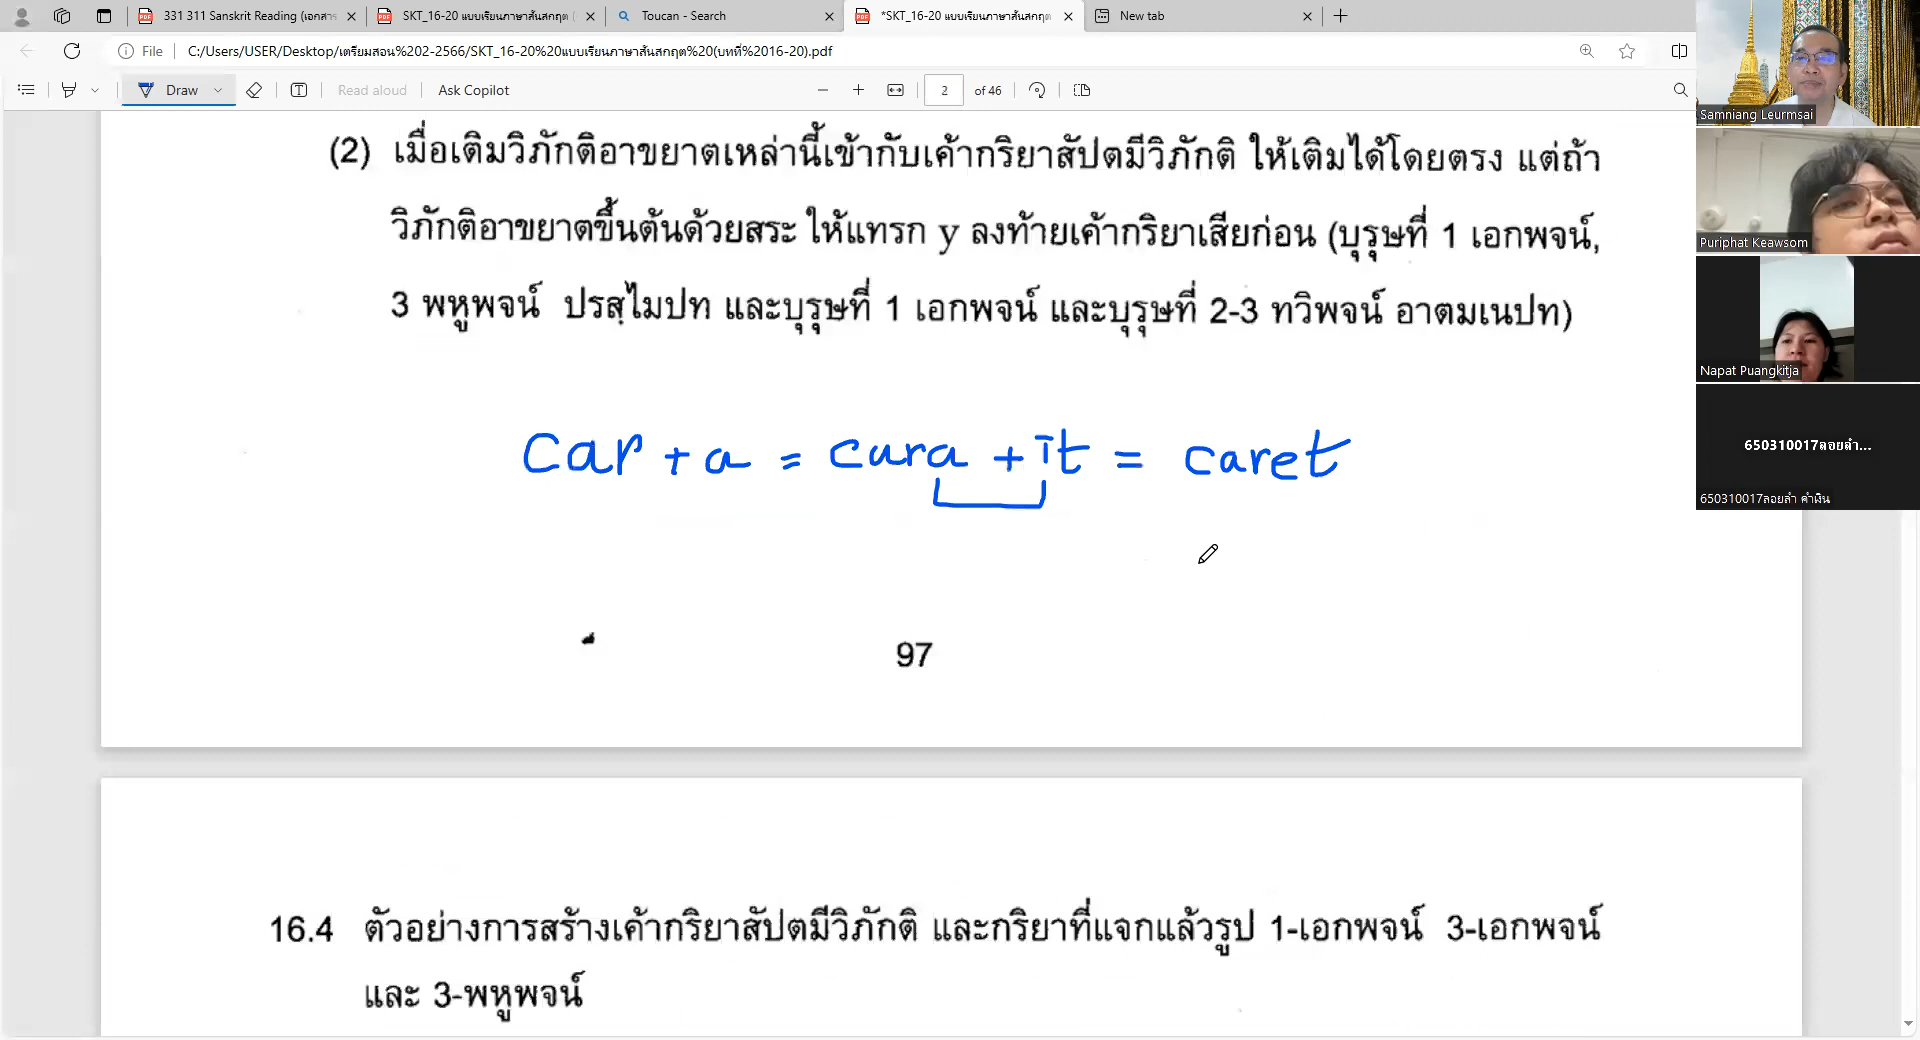 331 311 Sanskrit Reading (เอกสาร
SKT_16-20 แบบเรียนภาษาสันสกฤต (
Toucan - Search
*SKT_16-20 แบบเรียนภาษาสันสกฤต
New tab
File
C:/Users/USER/Desktop/เตรียมสอน%202-2566/SKT_16-20%20แบบเรียนภาษาสันสกฤต%20(บทที่%2016-20).pdf
Draw
Read aloud
Ask Copilot
2 of 46
(2) เมื่อเติมวิภักติอาขยาตเหล่านี้เข้ากับเค้ากริยาสัปตมีวิภักติ ให้เติมได้โดยตรง แต่ถ้า
วิภักติอาขยาตขึ้นต้นด้วยสระ ให้แทรก y ลงท้ายเค้ากริยาเสียก่อน (บุรุษที่ 1 เอกพจน์,
3 พหูพจน์ ปรสฺไมปท และบุรุษที่ 1 เอกพจน์ และบุรุษที่ 2-3 ทวิพจน์ อาตมเนปท)
car + a = cara + īt = caret
97
16.4 ตัวอย่างการสร้างเค้ากริยาสัปตมีวิภักติ และกริยาที่แจกแล้วรูป 1-เอกพจน์ 3-เอกพจน์
และ 3-พหูพจน์
Samniang Leurmsai
Puriphat Keawsom
Napat Puangkitja
650310017ลอยลำ...
650310017ลอยลำ คำผิน